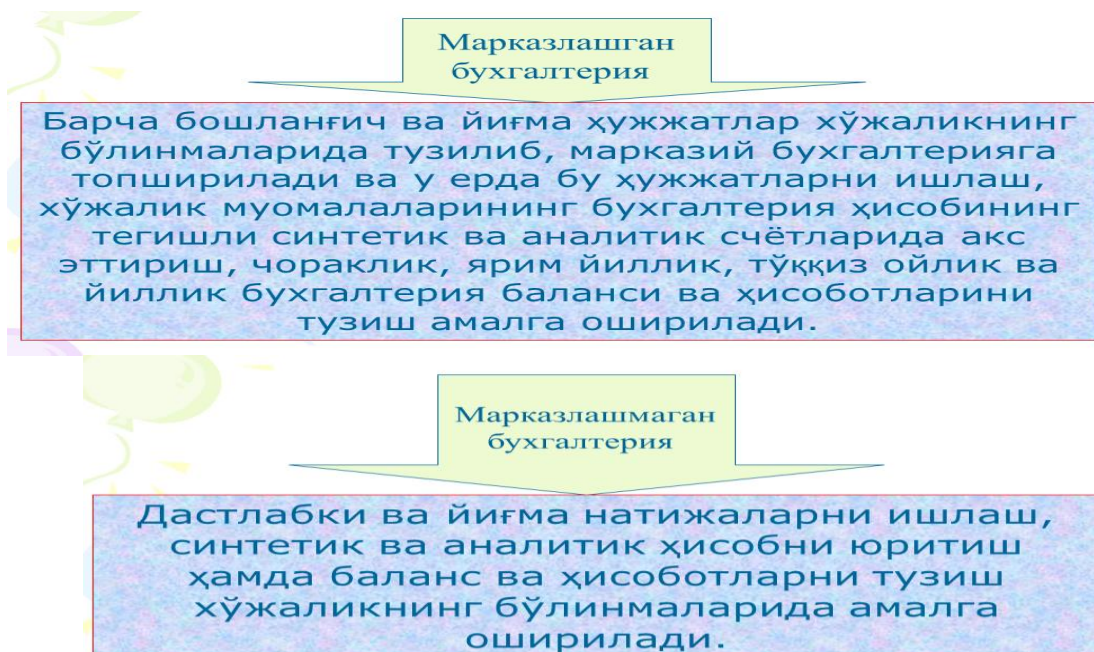 Марказлашган
бухгалтерия
Барча бошланғич ва йиғма ҳужжатлар хўжаликнинг
бўлинмаларида тузилиб, марказий бухгалтерияга
топширилади ва у ерда бу ҳужжатларни ишлаш,
хўжалик муомалаларининг бухгалтерия ҳисобининг
тегишли синтетик ва аналитик счётларида акс
эттириш, чораклик, ярим йиллик, тўққиз ойлик ва
йиллик бухгалтерия баланси ва ҳисоботларини
тузиш амалга оширилади.
Марказлашмаган
бухгалтерия
Дастлабки ва йиғма натижаларни ишлаш,
синтетик ва аналитик ҳисобни юритиш
ҳамда баланс ва ҳисоботларни тузиш
хўжаликнинг бўлинмаларида амалга
оширилади.